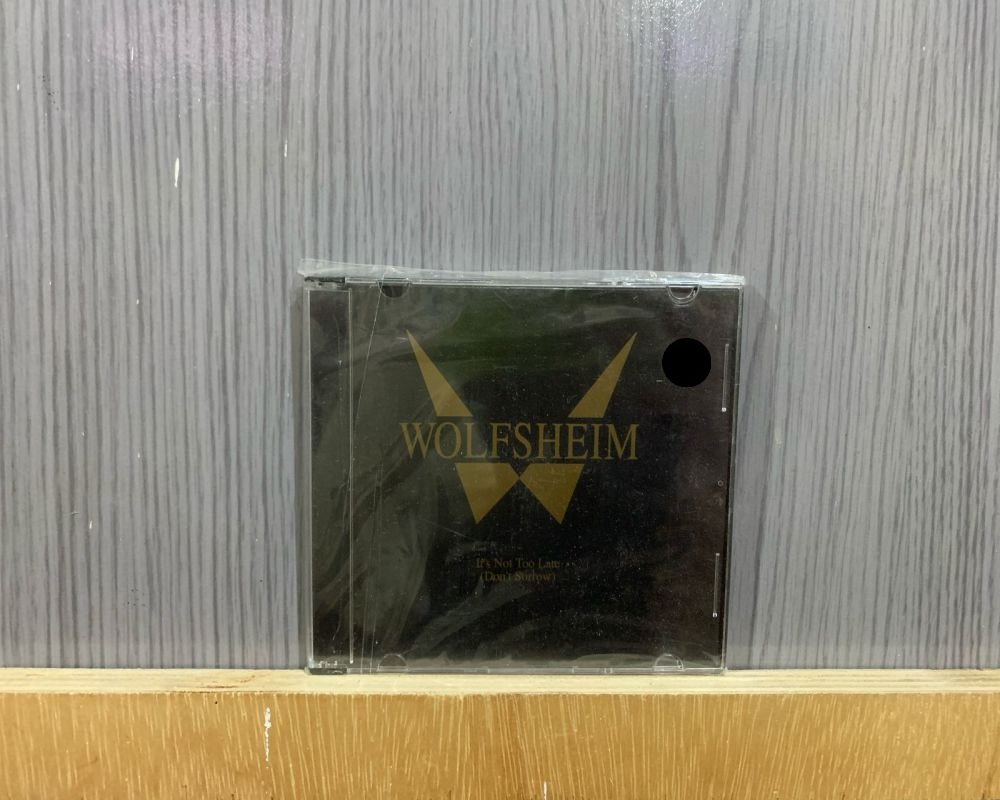 WOLFSHEIM
It's Not Too Late
(Don't Sorrow)